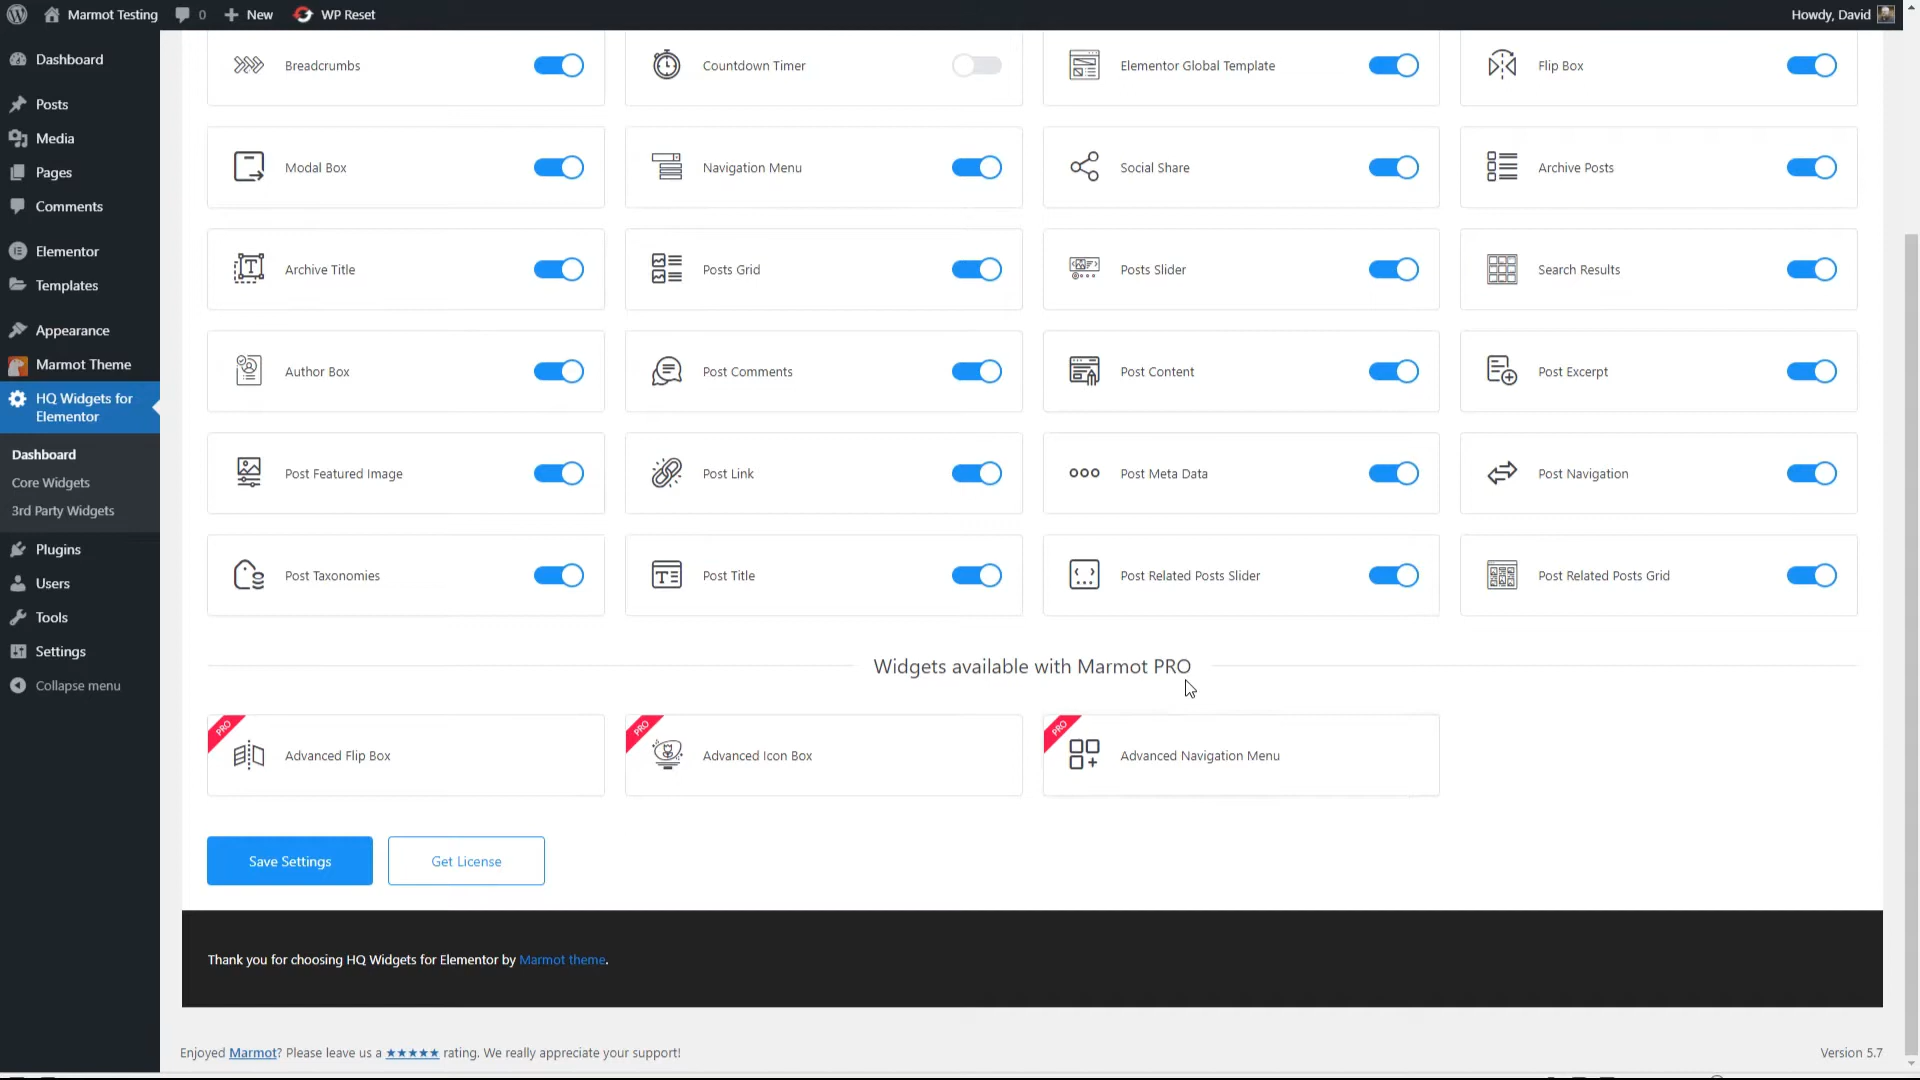 Marmot Testing
0
New
WP Reset
Howdy, David
Dashboard
Posts
Media
Pages
Comments
Elementor
Templates
Appearance
Marmot Theme
HQ Widgets for
Elementor
Dashboard
Core Widgets
3rd Party Widgets
Plugins
Users
Tools
Settings
Collapse menu
Breadcrumbs
Countdown Timer
Elementor Global Template
Flip Box
Modal Box
Navigation Menu
Social Share
Archive Posts
Archive Title
Posts Grid
Posts Slider
Search Results
Author Box
Post Comments
Post Content
Post Excerpt
Post Featured Image
Post Link
Post Meta Data
Post Navigation
Post Taxonomies
Post Title
Post Related Posts Slider
Post Related Posts Grid
Widgets available with Marmot PRO
PRO
Advanced Flip Box
PRO
Advanced Icon Box
PRO
Advanced Navigation Menu
Save Settings
Get License
Thank you for choosing HQ Widgets for Elementor by Marmot theme.
Enjoyed Marmot? Please leave us a ★★★★★ rating. We really appreciate your support!
Version 5.7